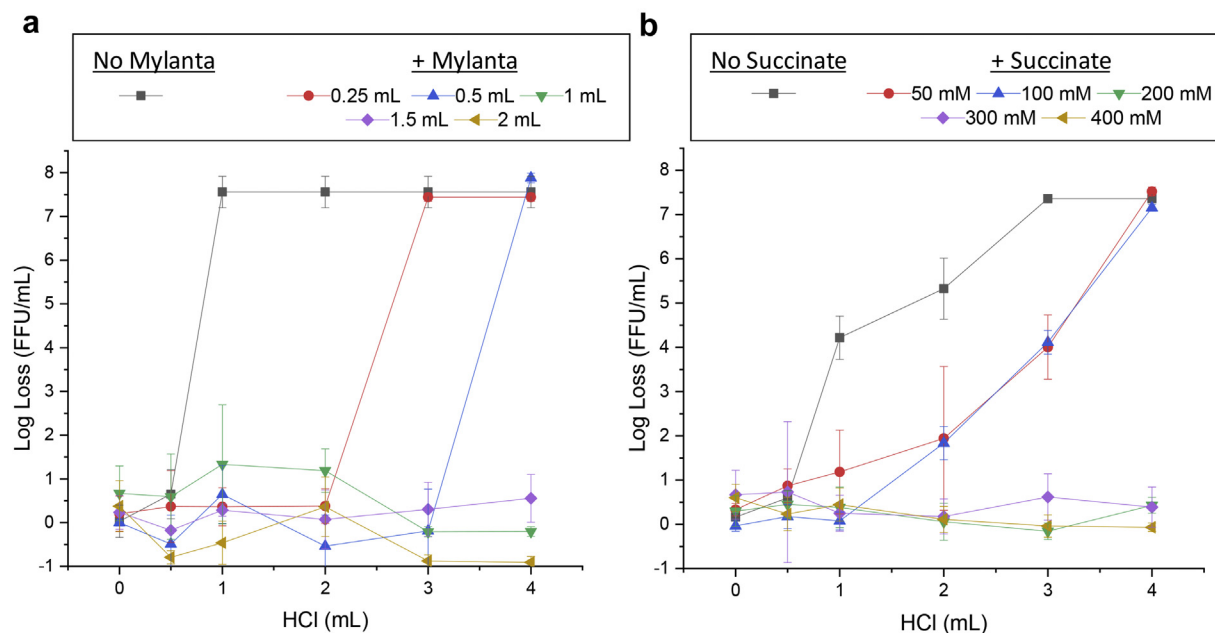 a
No Mylanta
+ Mylanta
0.25 mL
0.5 mL
1 mL
1.5 mL
2 mL
8
7
6
5
4
3
2
1
0
-1
Log Loss (FFU/mL)
0
1
2
3
4
HCl (mL)
b
No Succinate
+ Succinate
50 mM
100 mM
200 mM
300 mM
400 mM
8
7
6
5
4
3
2
1
0
-1
Log Loss (FFU/mL)
0
1
2
3
4
HCl (mL)